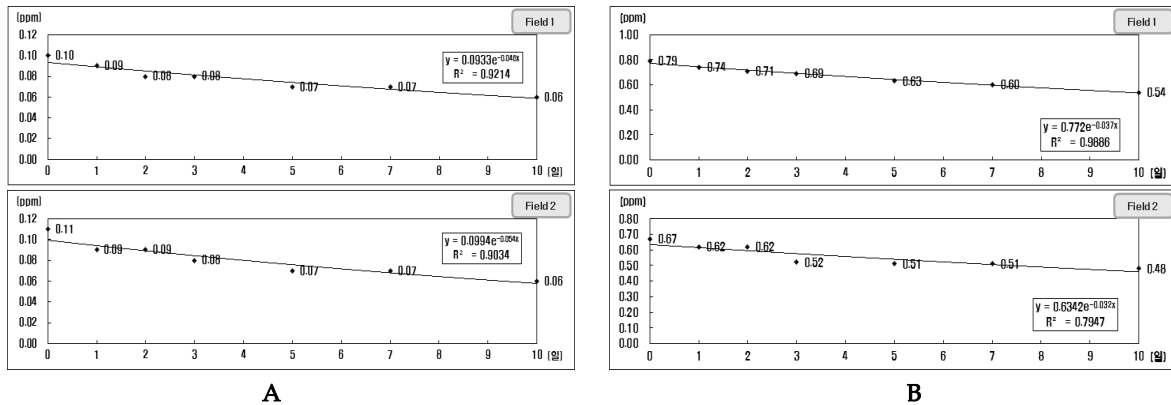 (ppm)
Field 1
0.12
0.10
0.08
0.06
0.04
0.02
0.00
0.10
0.09
0.08
0.08
0.07
0.07
0.06
y = 0.0933e^-0.046x
R² = 0.9214
0 1 2 3 4 5 6 7 8 9 10 (일)
(ppm)
Field 2
0.12
0.10
0.08
0.06
0.04
0.02
0.00
0.11
0.09
0.09
0.08
0.07
0.07
0.06
y = 0.0994e^-0.054x
R² = 0.9034
0 1 2 3 4 5 6 7 8 9 10 (일)
A
(ppm)
Field 1
1.00
0.80
0.60
0.40
0.20
0.00
0.79
0.74
0.71
0.69
0.63
0.60
0.54
y = 0.772e^-0.037x
R² = 0.9886
0 1 2 3 4 5 6 7 8 9 10 (일)
(ppm)
Field 2
0.80
0.70
0.60
0.50
0.40
0.30
0.20
0.10
0.00
0.67
0.62
0.62
0.52
0.51
0.51
0.48
y = 0.6342e^-0.032x
R² = 0.7947
0 1 2 3 4 5 6 7 8 9 10 (일)
B